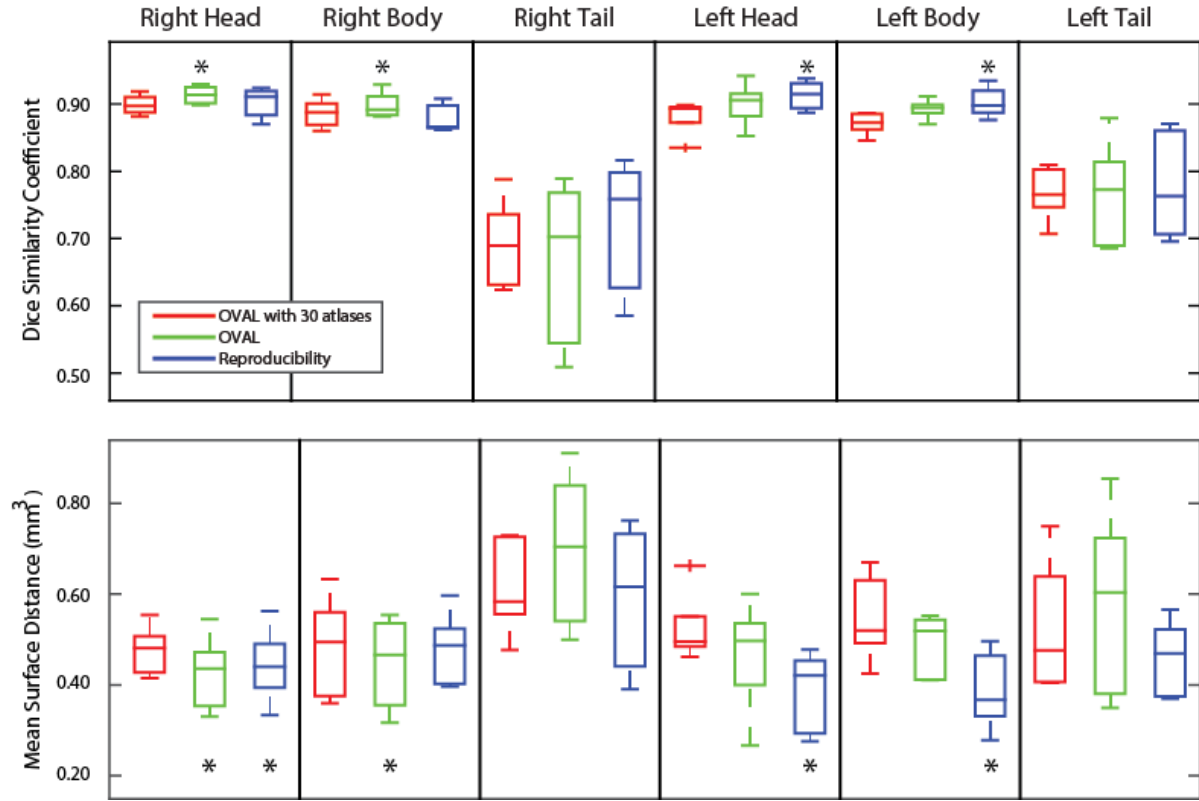 Right Head Right Body Right Tail Left Head Left Body Left Tail
* * * *
0.90
0.80
0.70
0.60
0.50
Dice Similarity Coefficient
OVAL with 30 atlases
OVAL
Reproducibility
0.80
0.60
0.40
0.20
Mean Surface Distance (mm³)
* * * * *